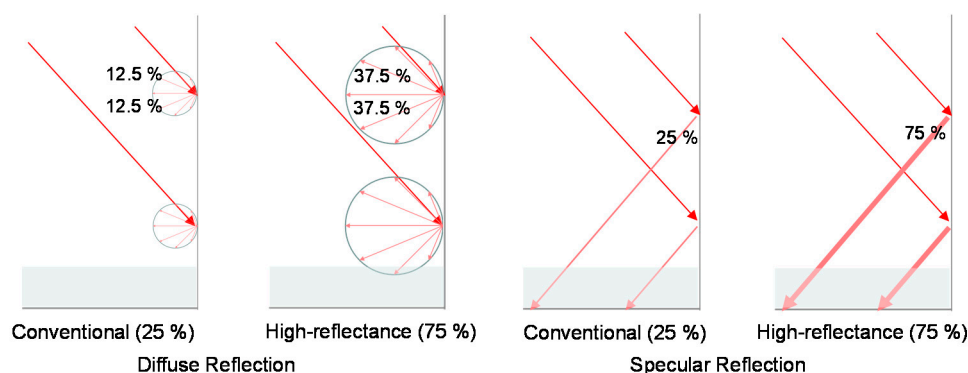 12.5 %
12.5 %
37.5 %
37.5 %
25 %
75 %
Conventional (25 %)
High-reflectance (75 %)
Conventional (25 %)
High-reflectance (75 %)
Diffuse Reflection
Specular Reflection